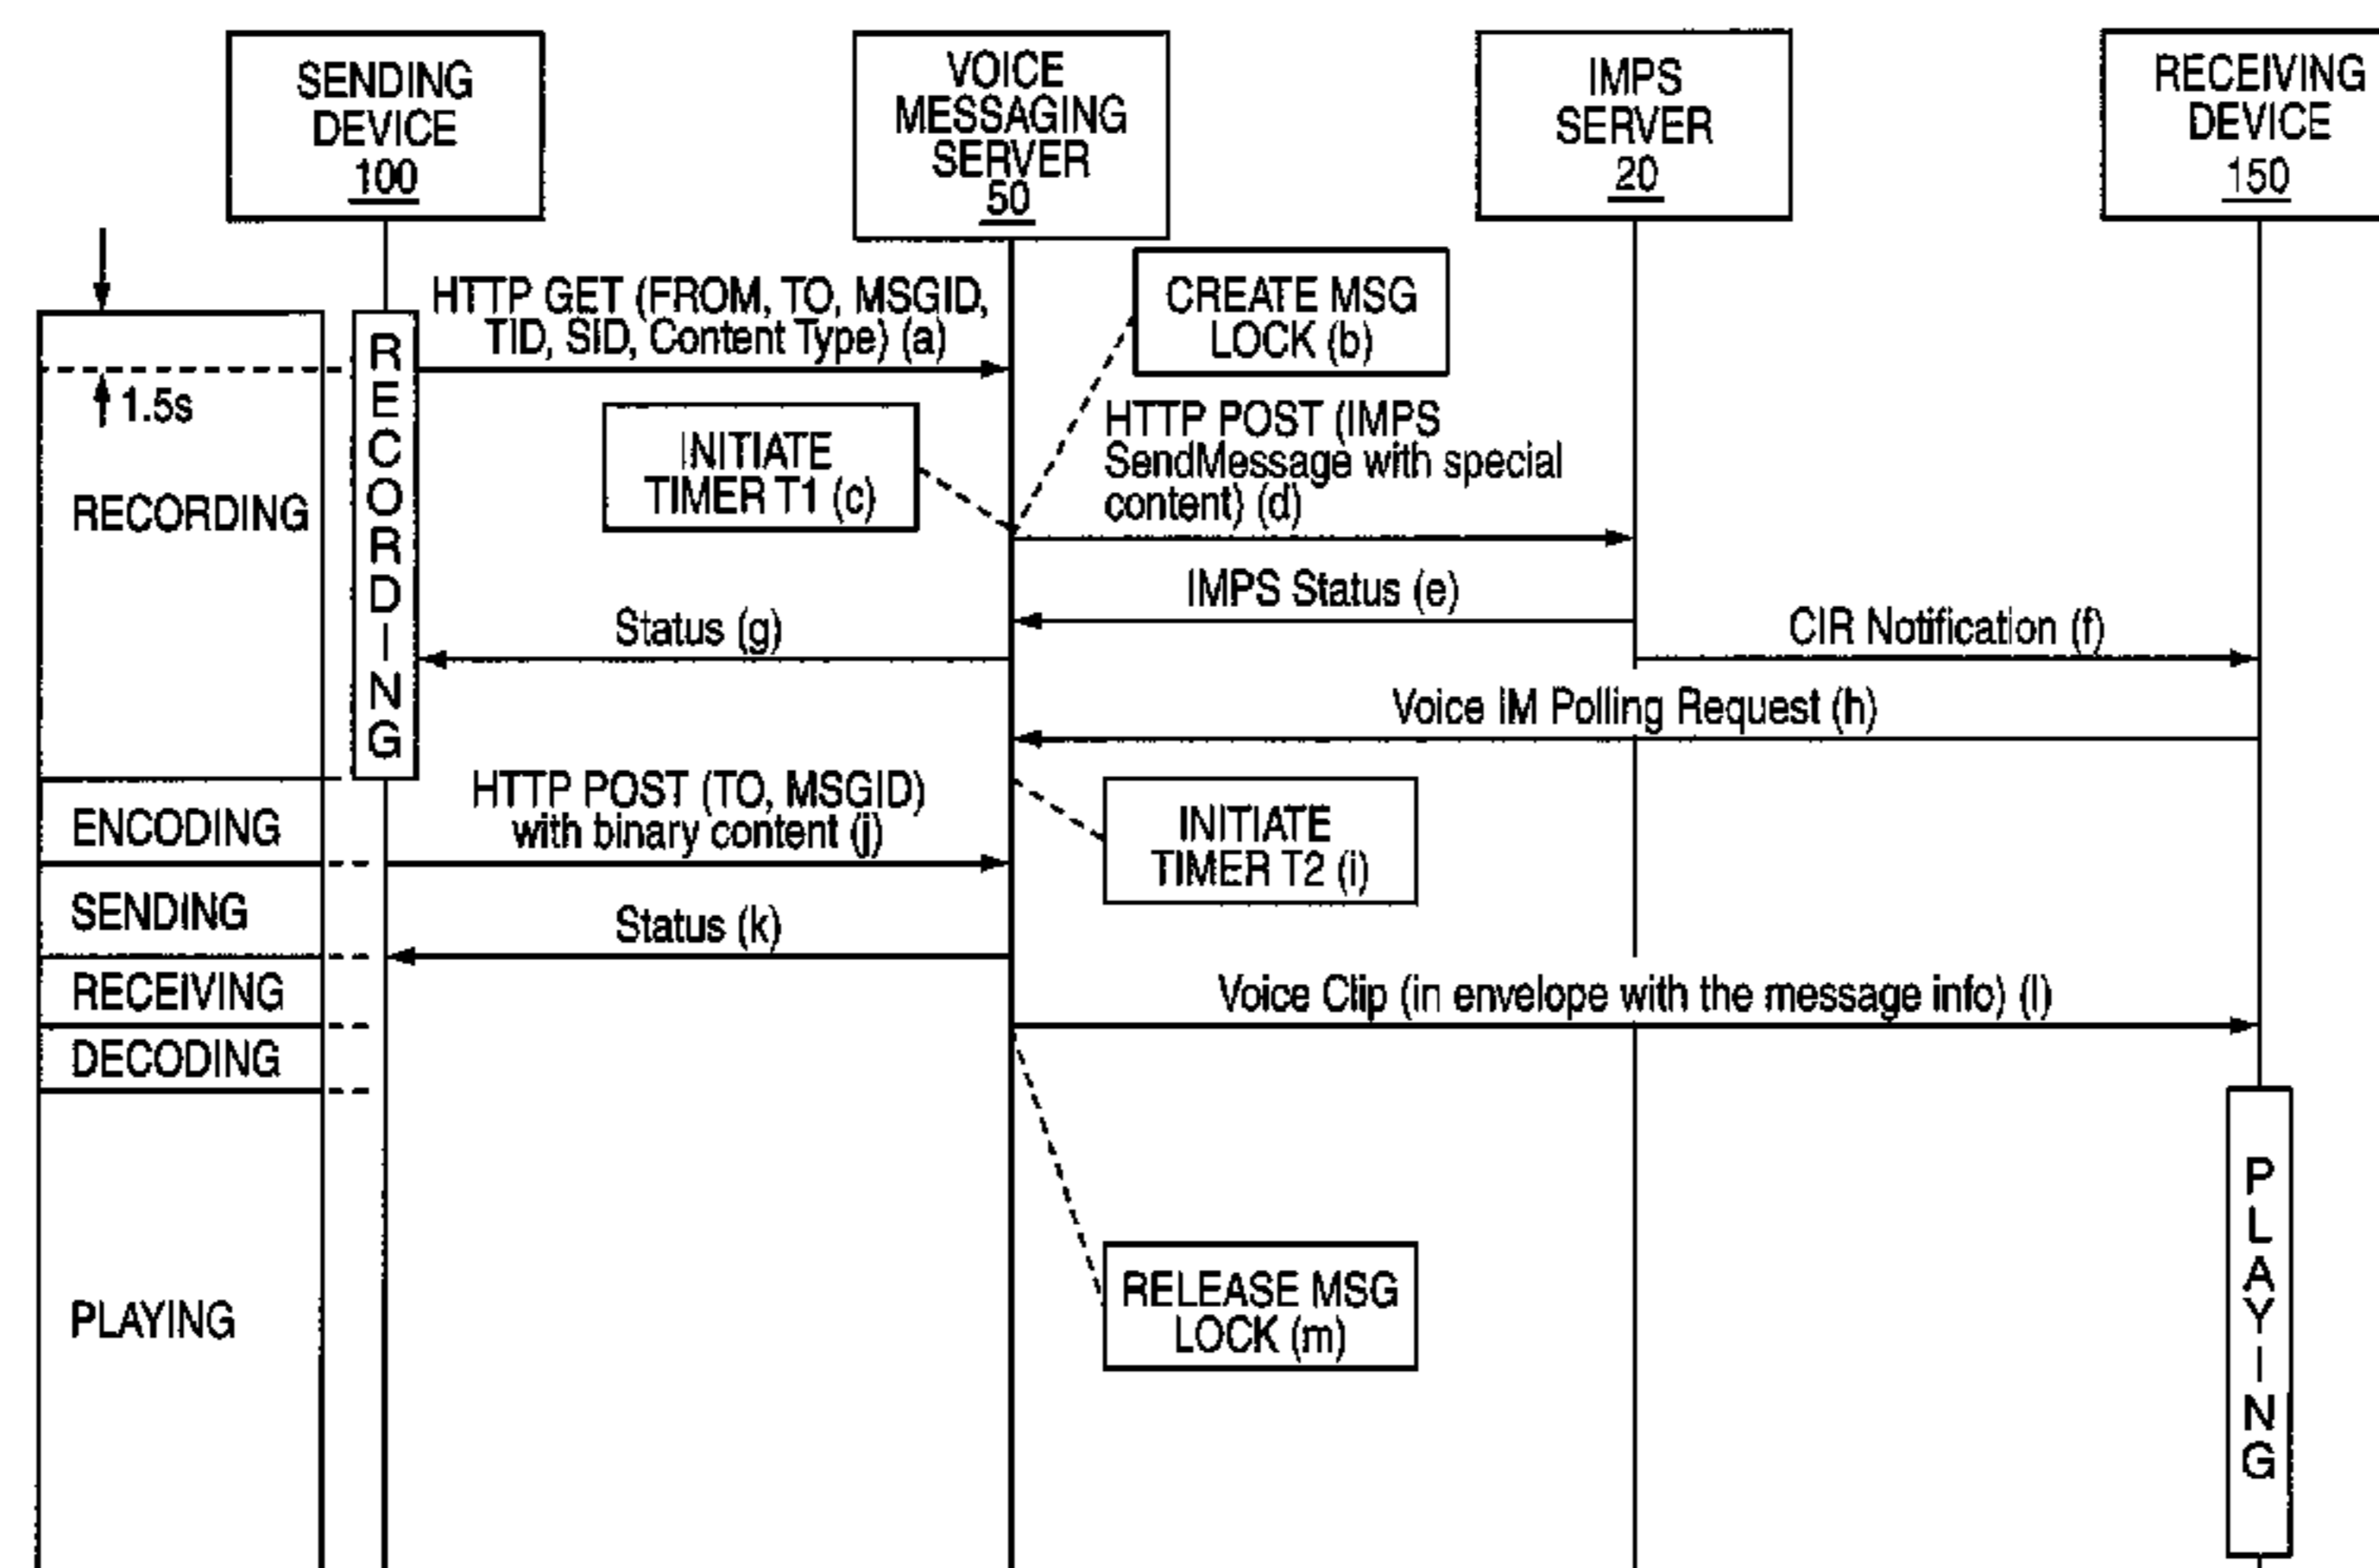 SENDING
DEVICE
100
VOICE
MESSAGING
SERVER
50
IMPS
SERVER
20
RECEIVING
DEVICE
150
HTTP GET (FROM, TO, MSGID,
TID, SID, Content Type) (a)
CREATE MSG
LOCK (b)
1.5s
RECORDING
RECORDING
INITIATE
TIMER T1 (c)
HTTP POST (IMPS
SendMessage with special
content) (d)
IMPS Status (e)
Status (g)
CIR Notification (f)
Voice IM Polling Request (h)
ENCODING
HTTP POST (TO, MSGID)
with binary content (j)
INITIATE
TIMER T2 (i)
SENDING
Status (k)
RECEIVING
Voice Clip (in envelope with the message info) (l)
DECODING
PLAYING
RELEASE MSG
LOCK (m)
PLAYING